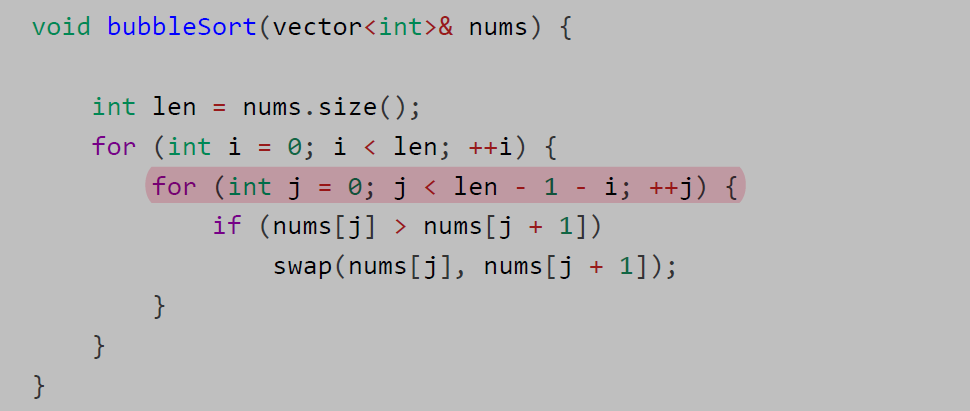 void bubbleSort(vector<int>& nums) {
int len = nums.size();
for (int i = 0; i < len; ++i) {
for (int j = 0; j < len - 1 - i; ++j) {
if (nums[j] > nums[j + 1])
swap(nums[j], nums[j + 1]);
}
}
}